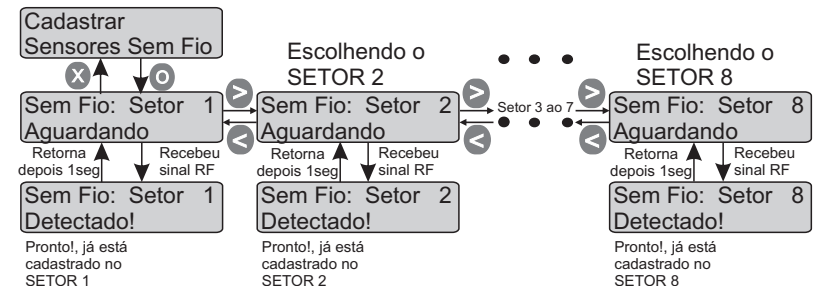 Cadastrar
Sensores Sem Fio
X O
Escolhendo o
SETOR 2
Escolhendo o
SETOR 8
Sem Fio: Setor 1
Aguardando
>
<
Sem Fio: Setor 2
Aguardando
>
<
Setor 3 ao 7
>
<
Sem Fio: Setor 8
Aguardando
Retorna
depois 1seg
Recebeu
sinal RF
Retorna
depois 1seg
Recebeu
sinal RF
Retorna
depois 1seg
Recebeu
sinal RF
Sem Fio: Setor 1
Detectado!
Sem Fio: Setor 2
Detectado!
Sem Fio: Setor 8
Detectado!
Pronto!, já está
cadastrado no
SETOR 1
Pronto!, já está
cadastrado no
SETOR 2
Pronto!, já está
cadastrado no
SETOR 8